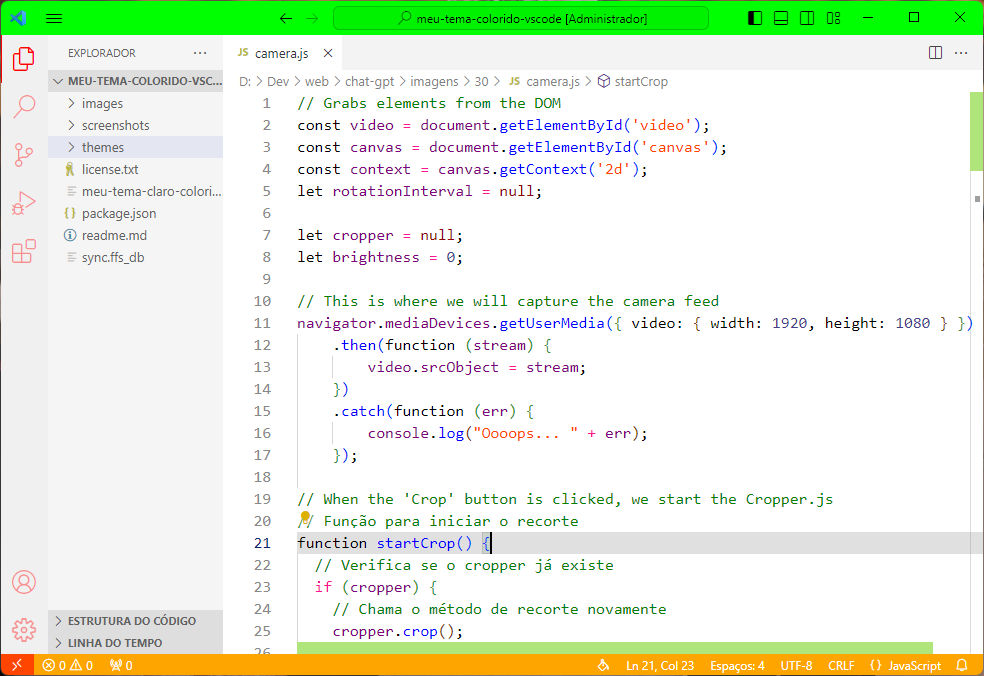 meu-tema-colorido-vscode [Administrador]
EXPLORADOR
MEU-TEMA-COLORIDO-VSC...
images
screenshots
themes
license.txt
meu-tema-claro-colori...
package.json
readme.md
sync.ffs_db
ESTRUTURA DO CÓDIGO
LINHA DO TEMPO
JS camera.js
D: > Dev > web > chat-gpt > imagens > 30 > JS camera.js > startCrop
1 // Grabs elements from the DOM
2 const video = document.getElementById('video');
3 const canvas = document.getElementById('canvas');
4 const context = canvas.getContext('2d');
5 let rotationInterval = null;
6
7 let cropper = null;
8 let brightness = 0;
9
10 // This is where we will capture the camera feed
11 navigator.mediaDevices.getUserMedia({ video: { width: 1920, height: 1080 } })
12     .then(function (stream) {
13         video.srcObject = stream;
14     })
15     .catch(function (err) {
16         console.log("Oooops... " + err);
17     });
18
19 // When the 'Crop' button is clicked, we start the Cropper.js
20 // Função para iniciar o recorte
21 function startCrop() {
22   // Verifica se o cropper já existe
23   if (cropper) {
24     // Chama o método de recorte novamente
25     cropper.crop();
26
0 0 0 Ln 21, Col 23 Espaços: 4 UTF-8 CRLF {} JavaScript